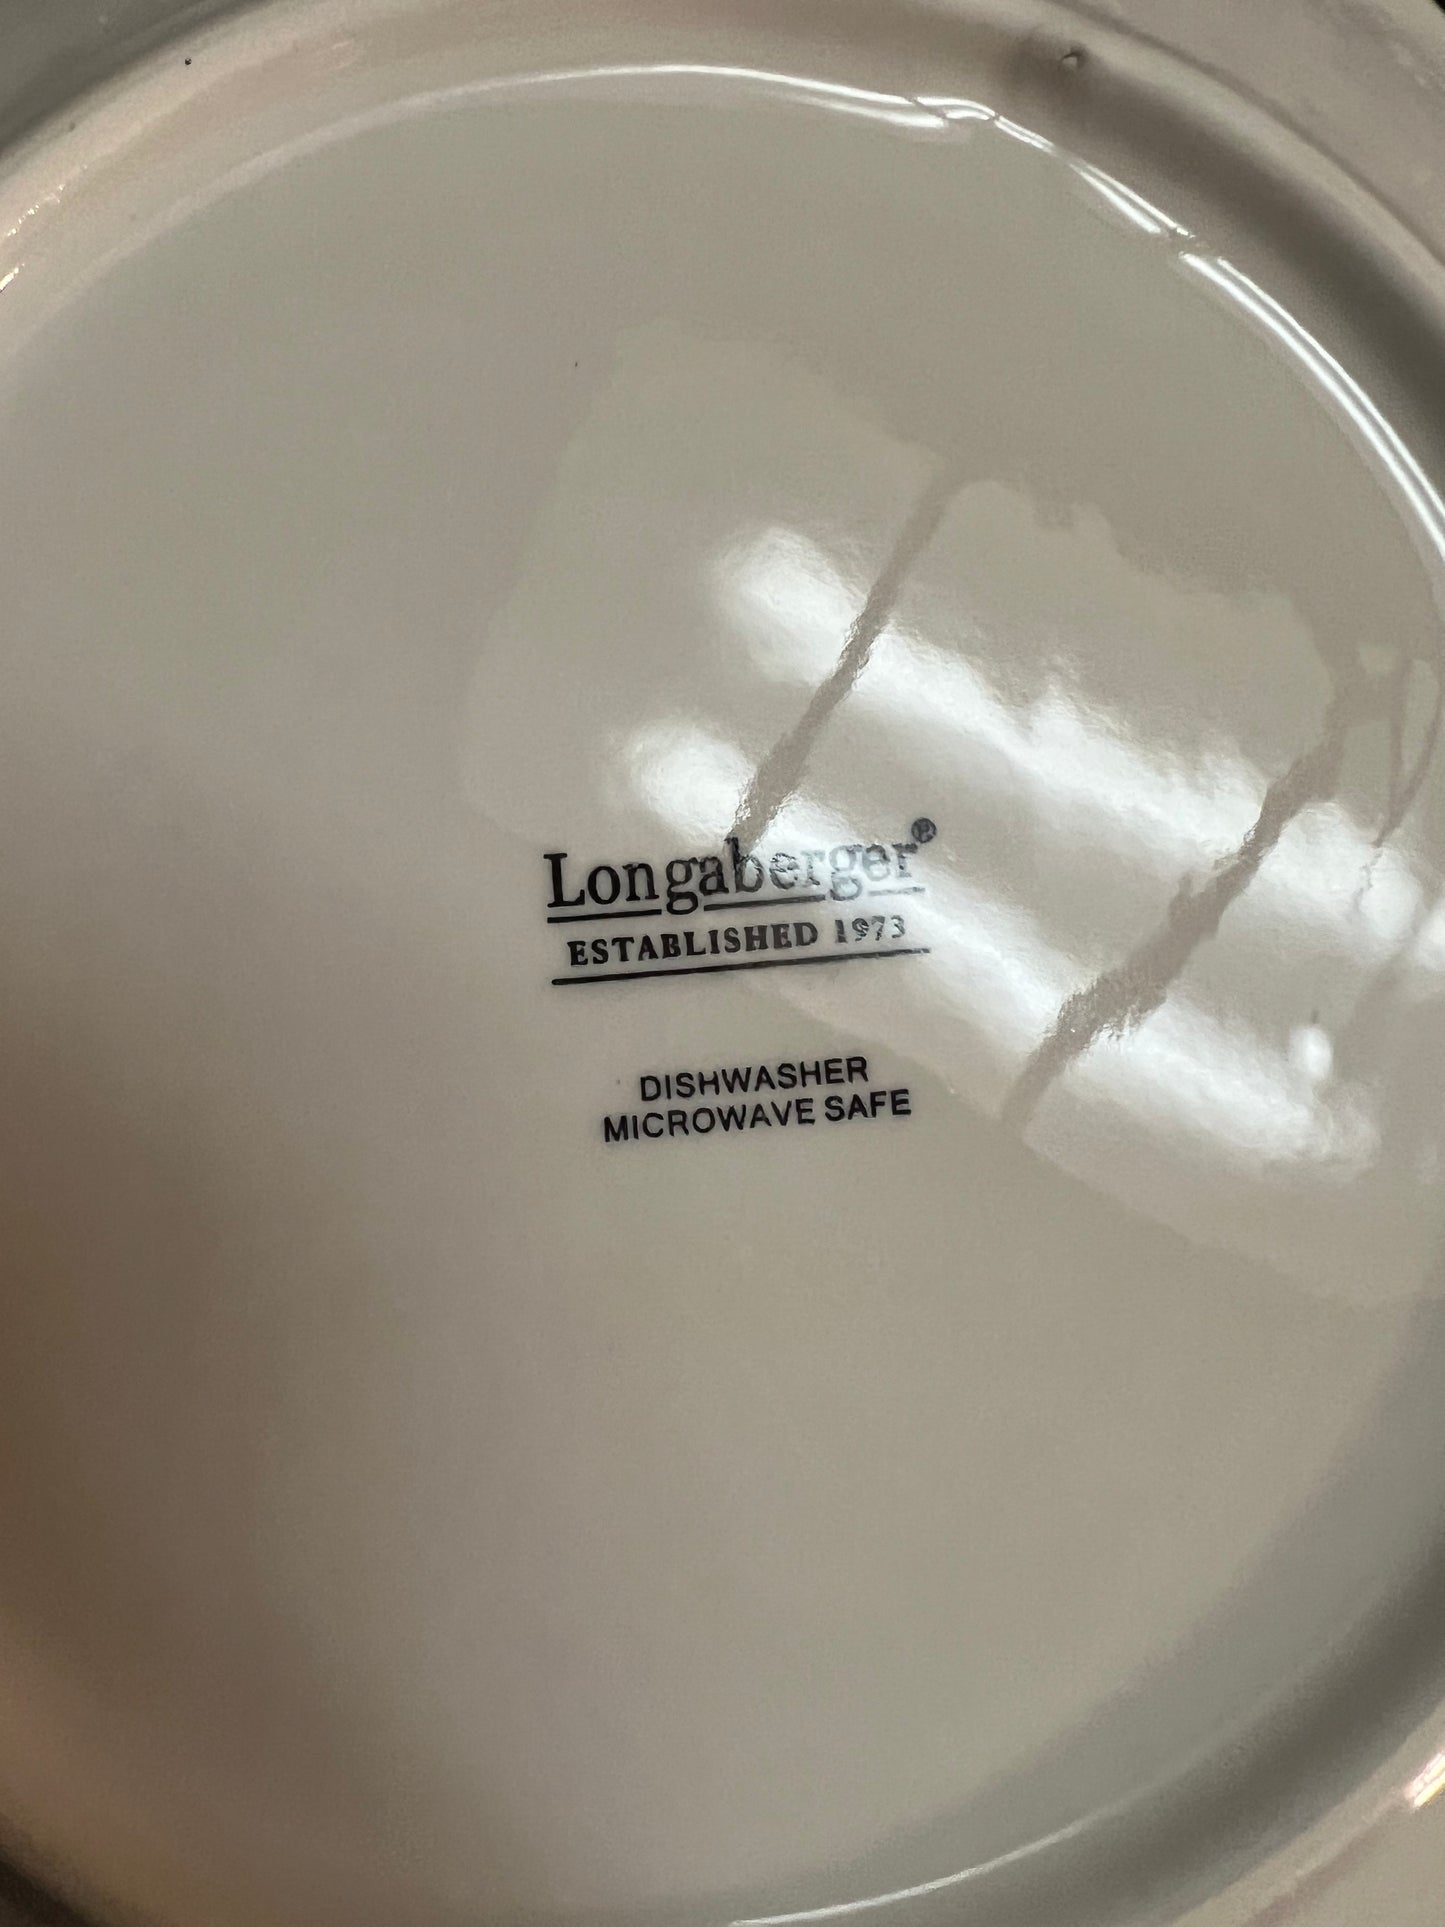 Longaberger®
ESTABLISHED 1973
DISHWASHER
MICROWAVE SAFE